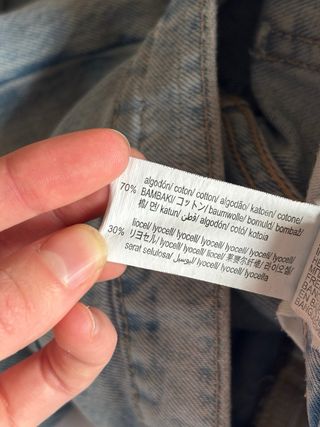 algodón/ coton/ cotton/ algodão/ katoen/ cotone/
70% BAMBAKI/ コットン/ baumwolle/ bomuld/ bombaž/
棉/ 면/ katun/ قطن/ algodón/ cotó/ kotoia
liocel/ lyocell/ lyocell/ lyocell/ lyocell/ lyocell/
30% リヨセル/ lyocell/ lyocell/ liocel/ 莱赛尔纤维/ 라이오셀/
serat selulosa/ ليوسيل/ lyocell/ lyocell/ lyocella